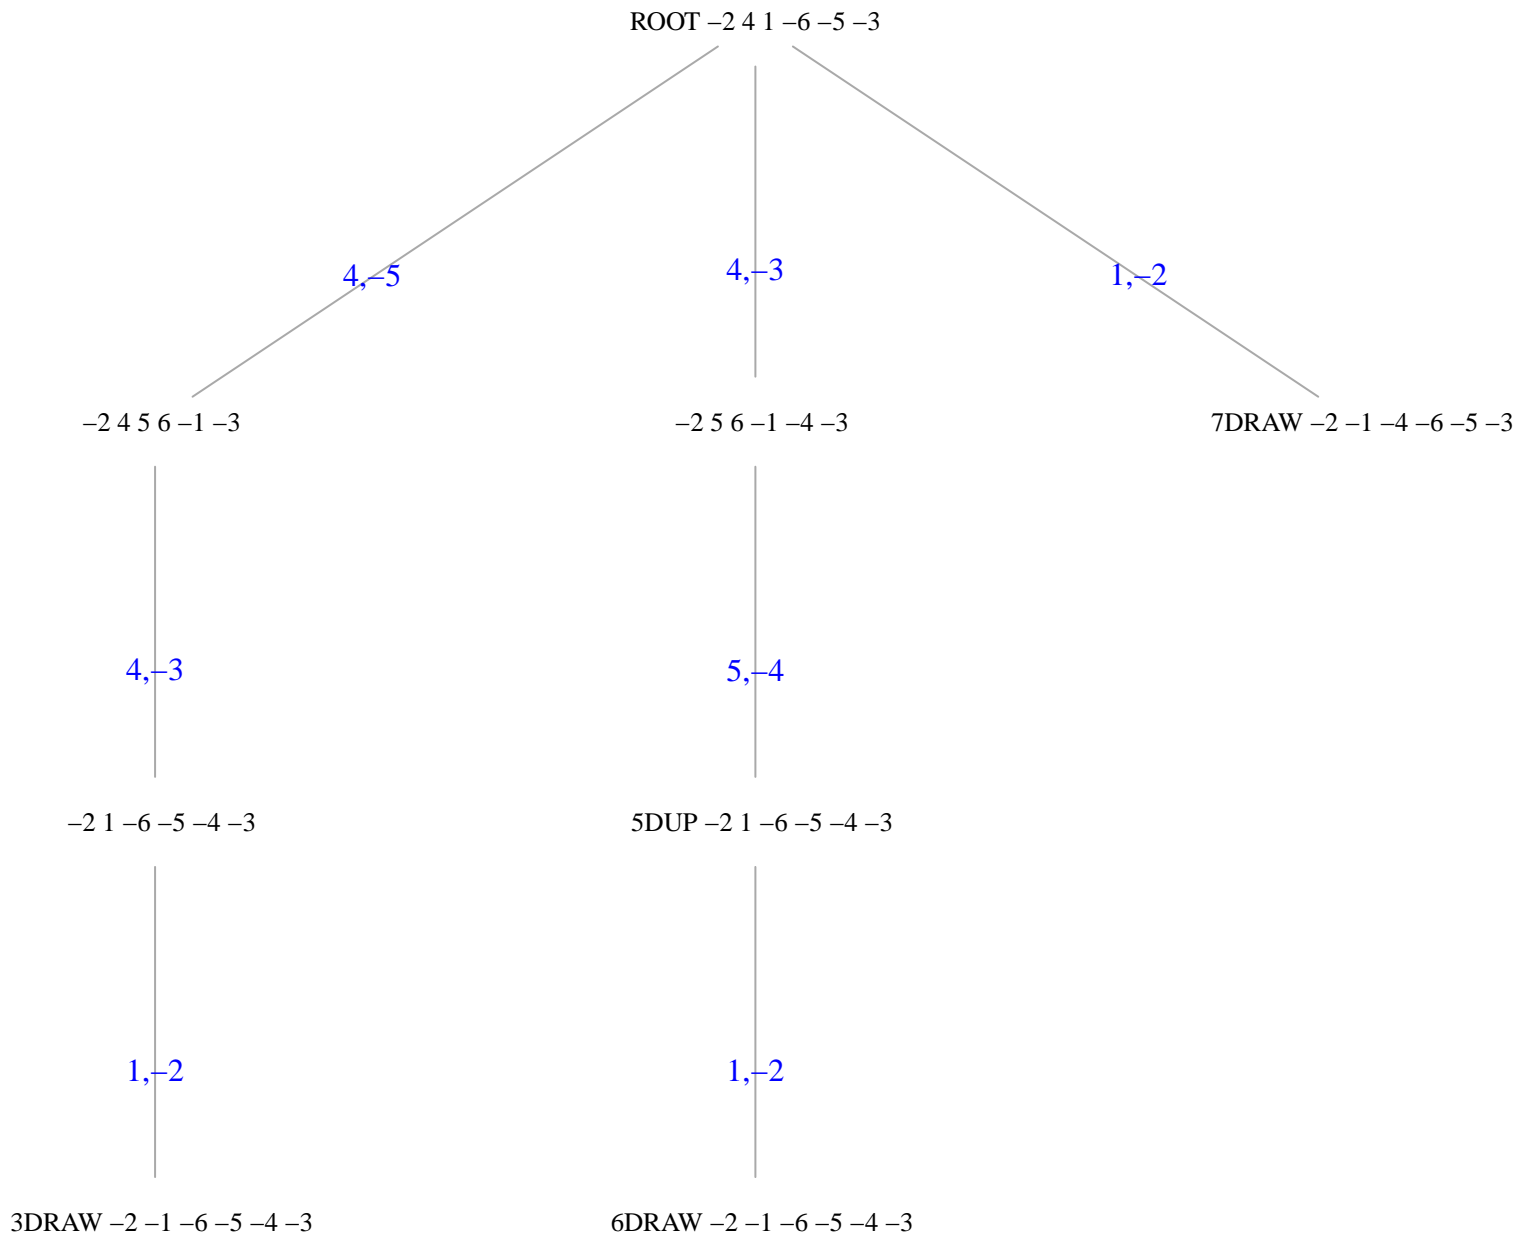 ROOT –2 4 1 –6 –5 –3
4,–5
4,–3
1,–2
–2 4 5 6 –1 –3
–2 5 6 –1 –4 –3
7DRAW –2 –1 –4 –6 –5 –3
4,–3
5,–4
–2 1 –6 –5 –4 –3
5DUP –2 1 –6 –5 –4 –3
1,–2
1,–2
3DRAW –2 –1 –6 –5 –4 –3
6DRAW –2 –1 –6 –5 –4 –3